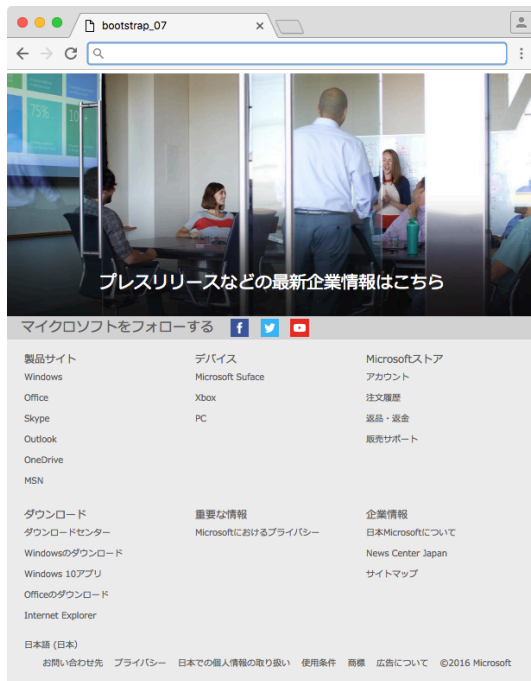 bootstrap_07
75%
プレスリリースなどの最新企業情報はこちら
マイクロソフトをフォローする
製品サイト
Windows
Office
Skype
Outlook
OneDrive
MSN
デバイス
Microsoft Suface
Xbox
PC
Microsoftストア
アカウント
注文履歴
返品・返金
販売サポート
ダウンロード
ダウンロードセンター
Windowsのダウンロード
Windows 10アプリ
Officeのダウンロード
Internet Explorer
重要な情報
Microsoftにおけるプライバシー
企業情報
日本Microsoftについて
News Center Japan
サイトマップ
日本語 (日本)
お問い合わせ先 プライバシー 日本での個人情報の取り扱い 使用条件 商標 広告について ©2016 Microsoft